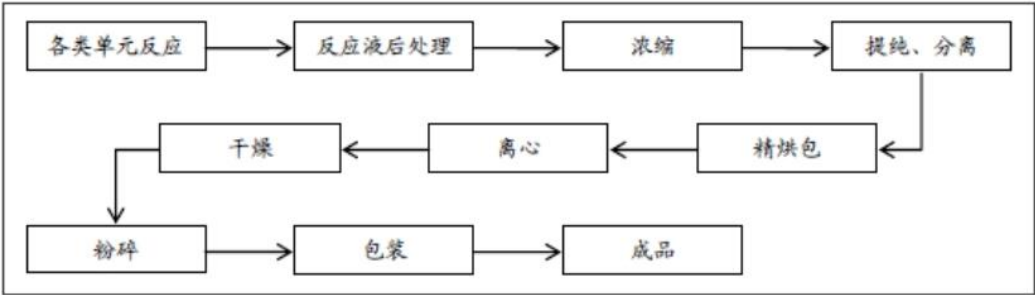 各类单元反应
反应液后处理
浓缩
提纯、分离
精烘包
离心
干燥
粉碎
包装
成品